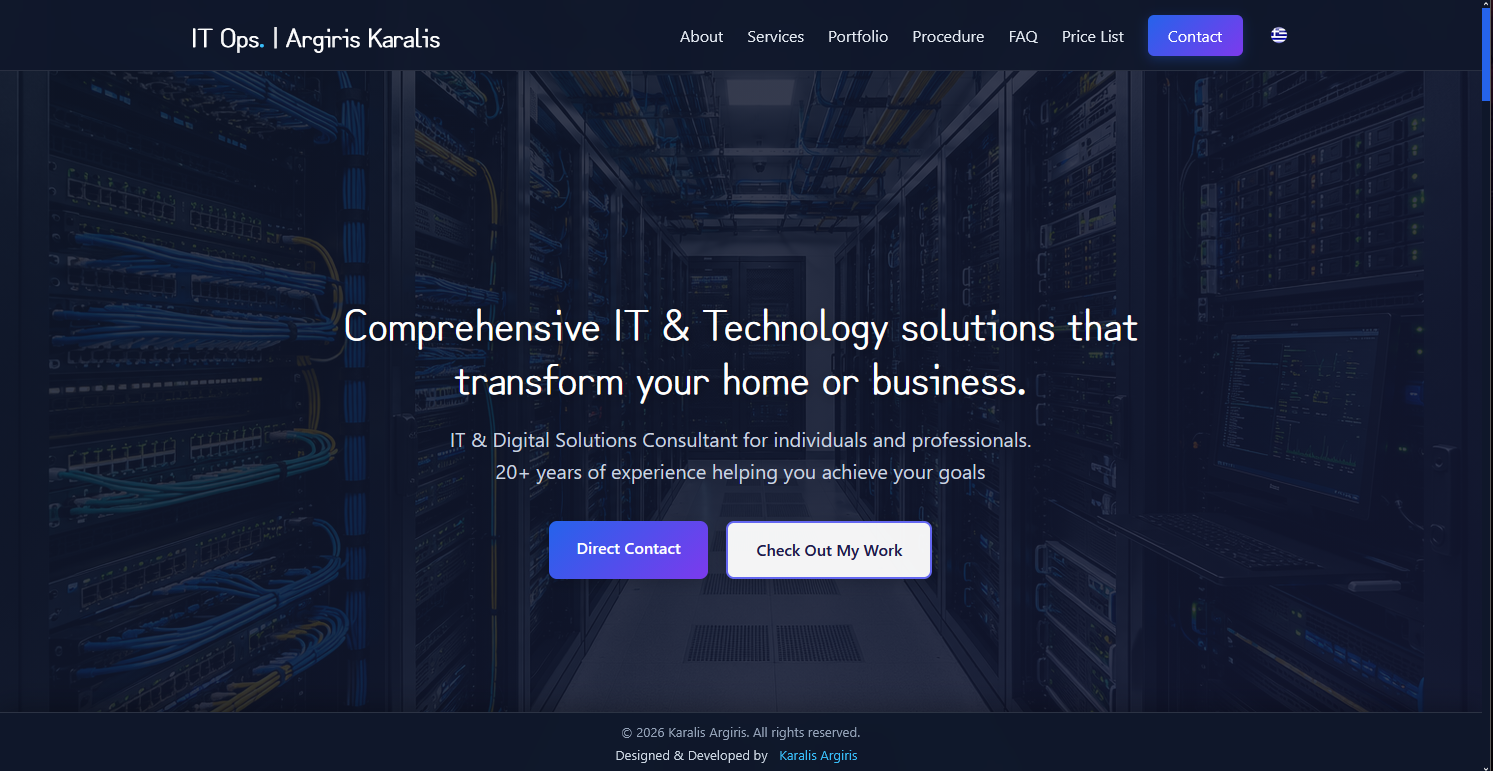 IT Ops. | Argiris Karalis
About Services Portfolio Procedure FAQ Price List Contact
Comprehensive IT & Technology solutions that
transform your home or business.
IT & Digital Solutions Consultant for individuals and professionals.
20+ years of experience helping you achieve your goals
Direct Contact Check Out My Work
© 2026 Karalis Argiris. All rights reserved.
Designed & Developed by Karalis Argiris